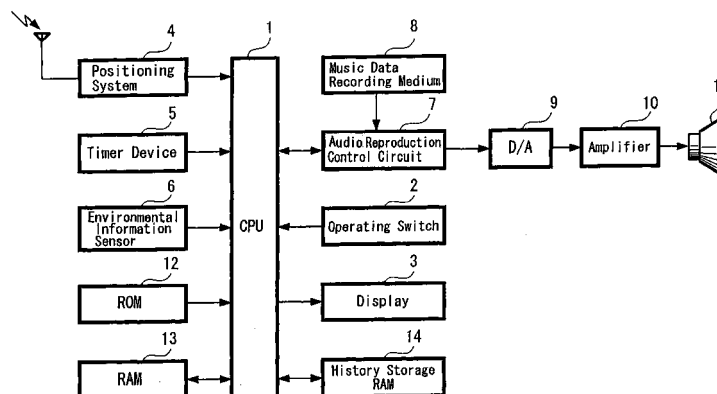 4
Positioning
System
5
Timer Device
6
Environmental
Information
Sensor
12
ROM
13
RAM
1
CPU
8
Music Data
Recording Medium
7
Audio Reproduction
Control Circuit
9
D/A
10
Amplifier
2
Operating Switch
3
Display
14
History Storage
RAM